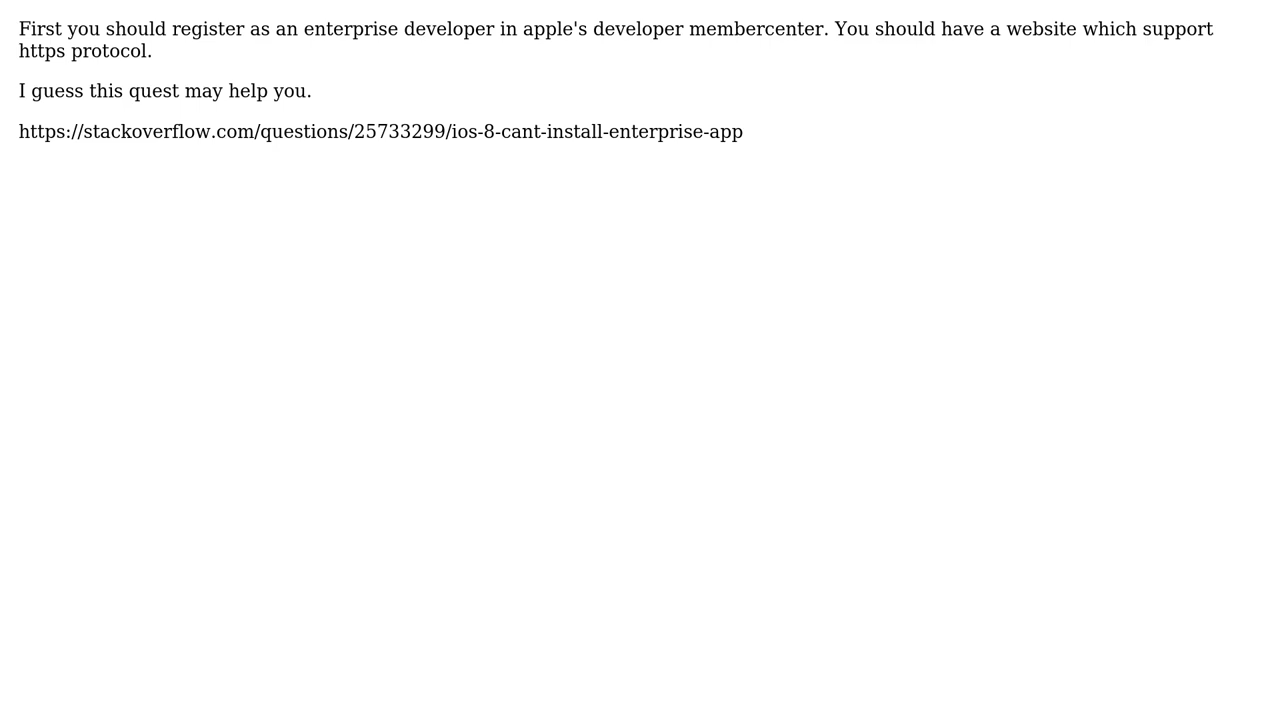 First you should register as an enterprise developer in apple's developer membercenter. You should have a website which support
https protocol.
I guess this quest may help you.
https://stackoverflow.com/questions/25733299/ios-8-cant-install-enterprise-app